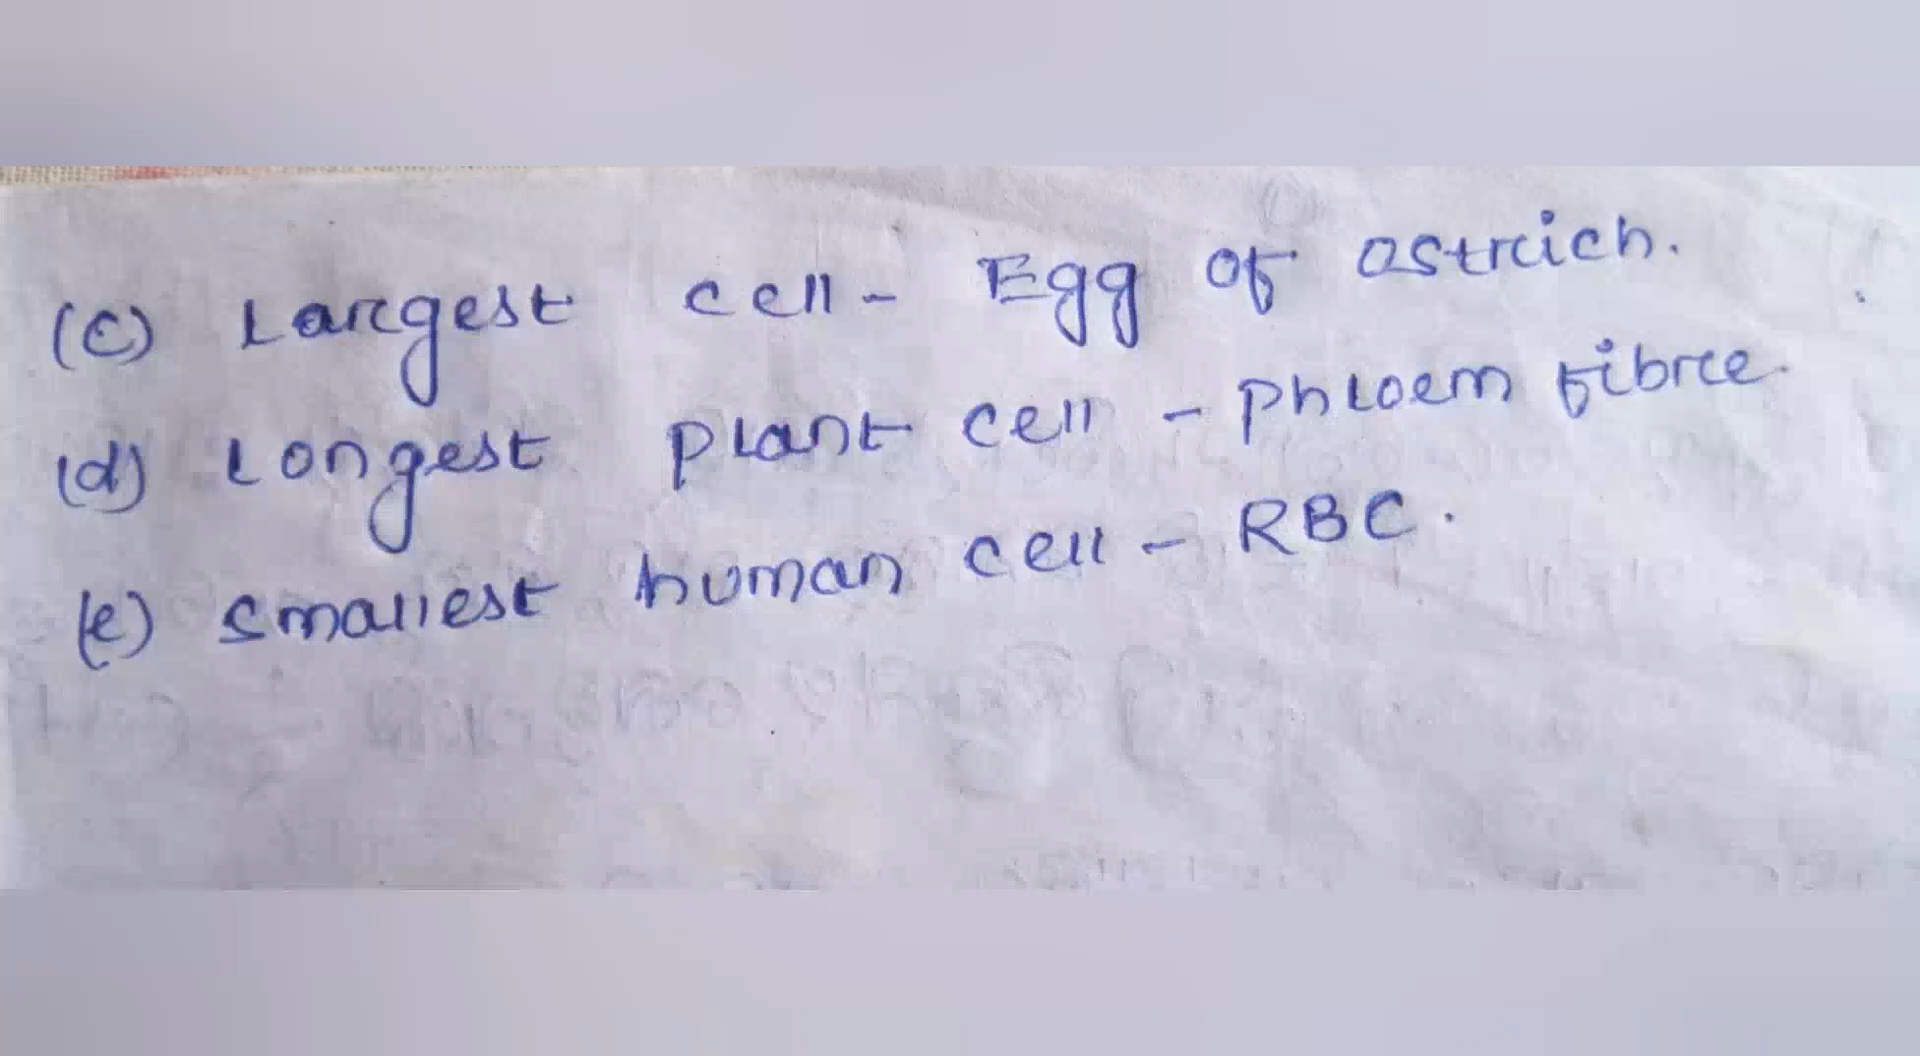 (c) Largest cell - Egg of ostrich.
(d) Longest plant cell - Phloem fibre.
(e) smallest human cell - RBC.